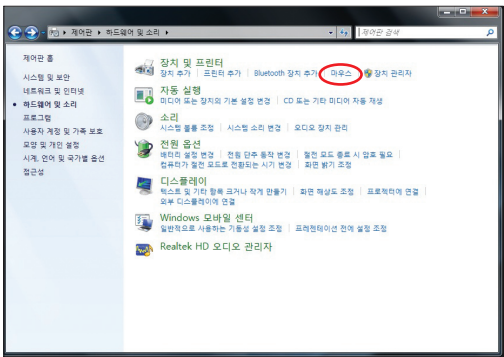 제어판 ▸ 하드웨어 및 소리 ▸
제어판 검색
제어판 홈
시스템 및 보안
네트워크 및 인터넷
하드웨어 및 소리
프로그램
사용자 계정 및 가족 보호
모양 및 개인 설정
시계, 언어 및 국가별 옵션
접근성
장치 및 프린터
장치 추가 | 프린터 추가 | Bluetooth 장치 추가 | 마우스 | 장치 관리자
자동 실행
미디어 또는 장치의 기본 설정 변경 | CD 또는 기타 미디어 자동 재생
소리
시스템 볼륨 조정 | 시스템 소리 변경 | 오디오 장치 관리
전원 옵션
배터리 설정 변경 | 전원 단추 동작 변경 | 절전 모드 종료 시 암호 필요 |
컴퓨터가 절전 모드로 전환되는 시기 변경 | 화면 밝기 조정
디스플레이
텍스트 및 기타 항목 크거나 작게 만들기 | 화면 해상도 조정 | 프로젝터에 연결 |
외부 디스플레이에 연결
Windows 모바일 센터
일반적으로 사용하는 기동성 설정 조정 | 프레젠테이션 전에 설정 조정
Realtek HD 오디오 관리자